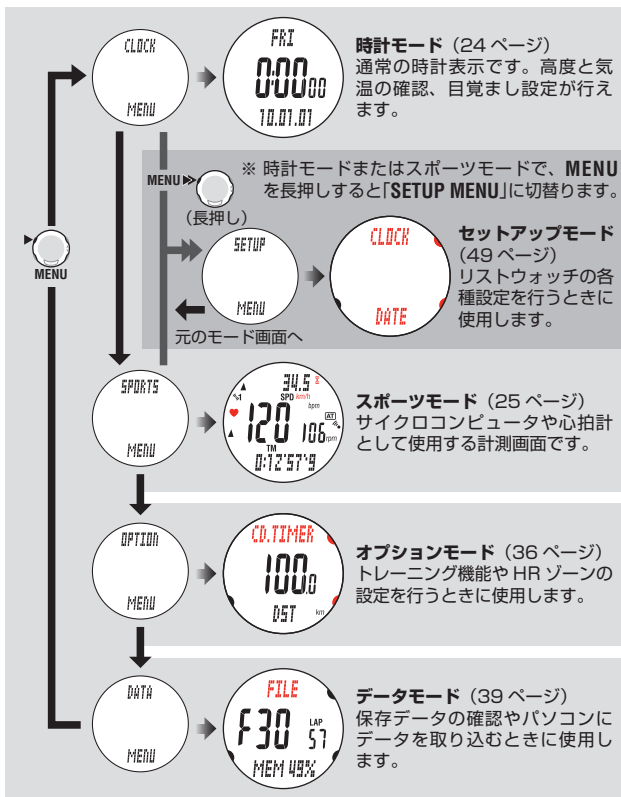 CLOCK
MENU
FRI
0:0000
10.01.01
時計モード（24 ページ）
通常の時計表示です。高度と気
温の確認、目覚まし設定が行え
ます。
MENU
（長押し）
※ 時計モードまたはスポーツモードで、MENU
を長押しすると「SETUP MENU」に切替ります。
MENU
SETUP
MENU
元のモード画面へ
CLOCK
DATE
セットアップモード
（49 ページ）
リストウォッチの各
種設定を行うときに
使用します。
SPORTS
MENU
34.5
%1
SPD km/h
bpm
120
AT
106 rpm
TM
0:12'57"9
スポーツモード（25 ページ）
サイクロコンピュータや心拍計
として使用する計測画面です。
OPTION
MENU
CD.TIMER
100.0
DST km
オプションモード（36 ページ）
トレーニング機能や HR ゾーンの
設定を行うときに使用します。
DATA
MENU
FILE
F30 LAP 57
MEM 49%
データモード（39 ページ）
保存データの確認やパソコンに
データを取り込むときに使用し
ます。